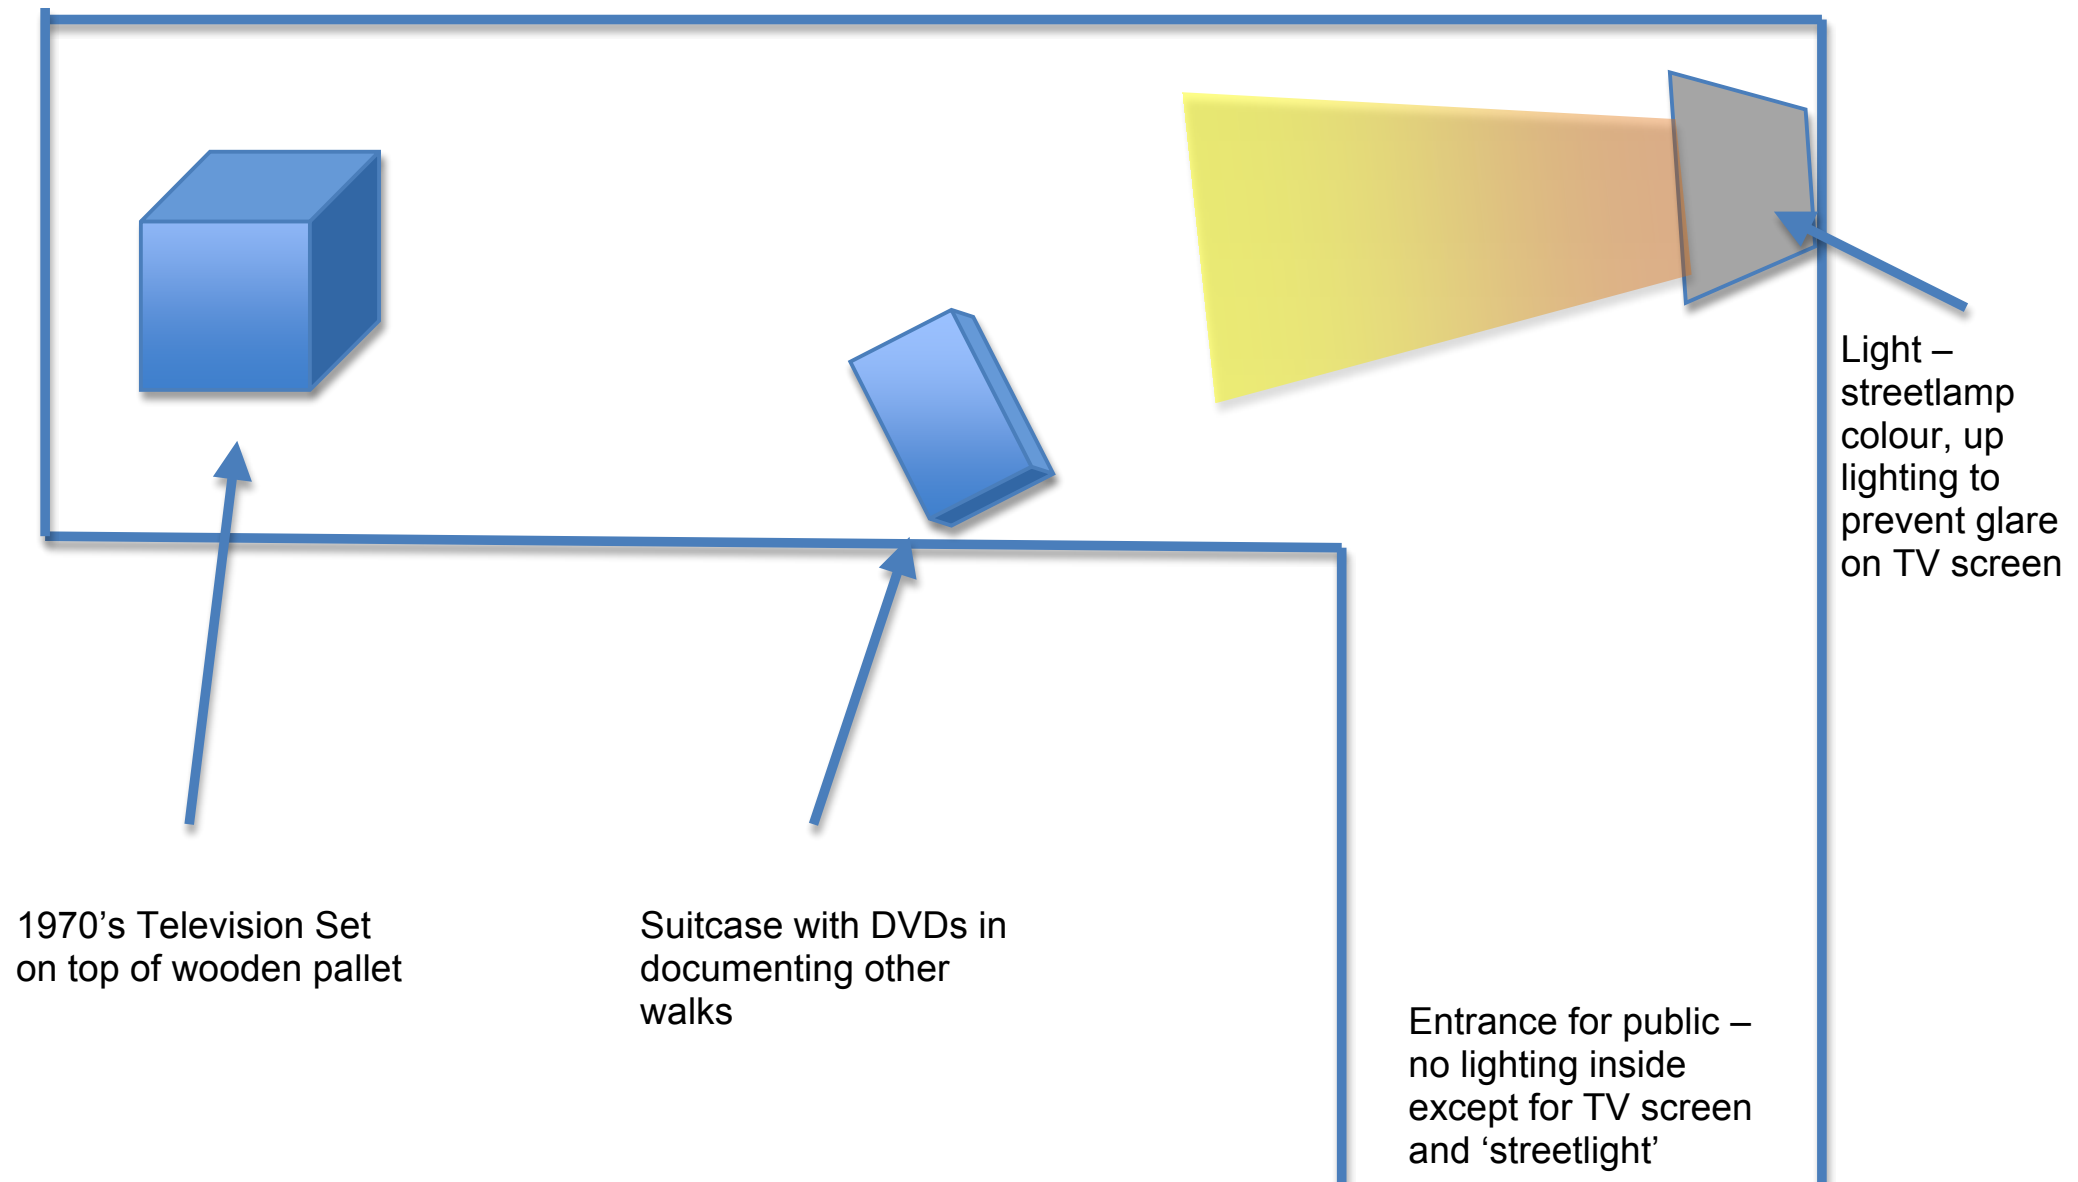 Light –
streetlamp
colour, up
lighting to
prevent glare
on TV screen
1970’s Television Set
on top of wooden pallet
Suitcase with DVDs in
documenting other
walks
Entrance for public –
no lighting inside
except for TV screen
and ‘streetlight’